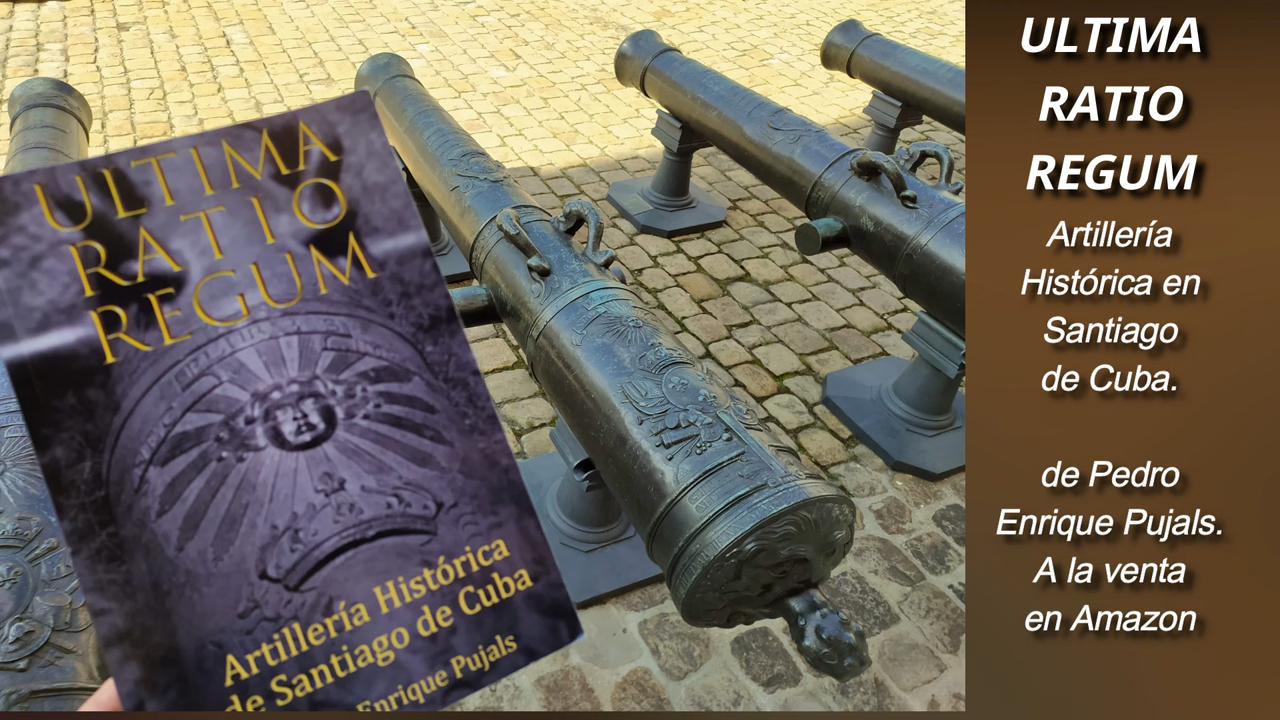 ULTIMA
RATIO
REGUM
Artillería Histórica
de Santiago de Cuba
Enrique Pujals
ULTIMA
RATIO
REGUM
Artillería
Histórica en
Santiago
de Cuba.
de Pedro
Enrique Pujals.
A la venta
en Amazon